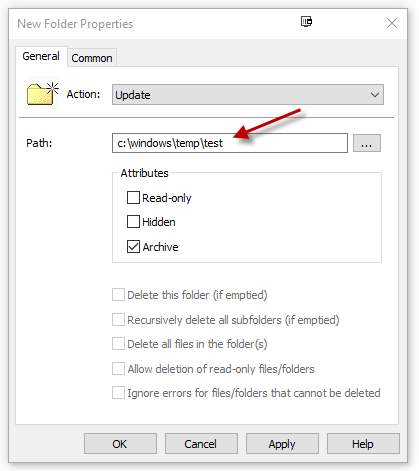 New Folder Properties
General Common
Action: Update
Path: c:\windows\temp\test ...
Attributes
Read-only
Hidden
Archive
Delete this folder (if emptied)
Recursively delete all subfolders (if emptied)
Delete all files in the folder(s)
Allow deletion of read-only files/folders
Ignore errors for files/folders that cannot be deleted
OK Cancel Apply Help